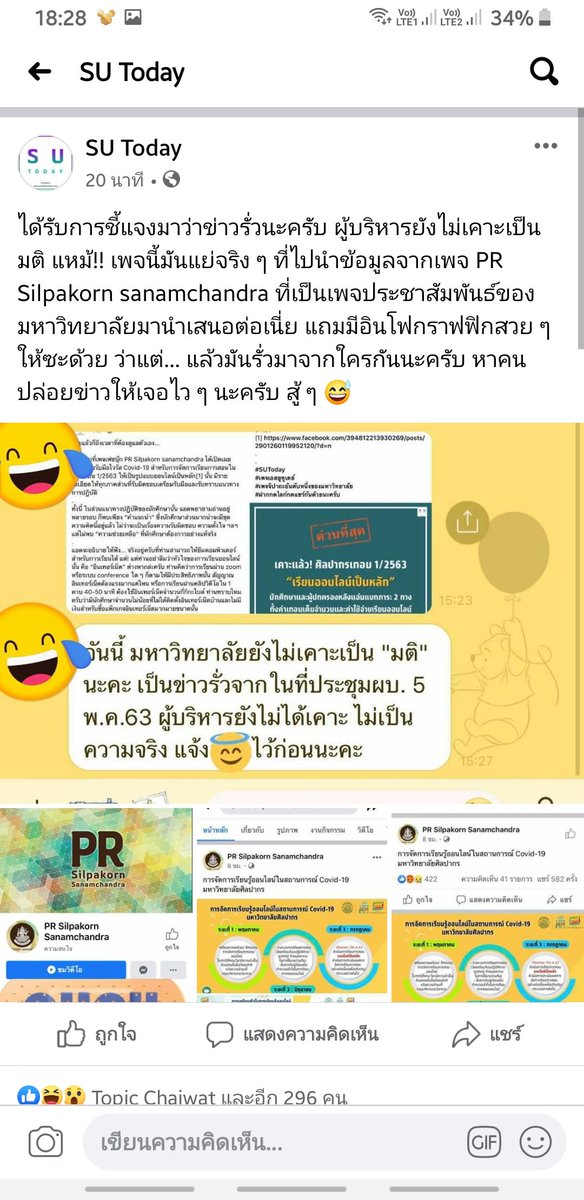 18:28
Vo) LTE1
Vo) LTE2
34%
SU Today
S U
TODAY
SU Today
20 นาที
ได้รับการชี้แจงมาว่าข่าวรั่วนะครับ ผู้บริหารยังไม่เคาะเป็น
มติ แหม้!! เพจนี้มันแย่จริง ๆ ที่ไปนำข้อมูลจากเพจ PR
Silpakorn sanamchandra ที่เป็นเพจประชาสัมพันธ์ของ
มหาวิทยาลัยมานำเสนอต่อเนี่ย แถมมีอินโฟกราฟฟิกสวย ๆ
ให้ซะด้วย ว่าแต่... แล้วมันรั่วมาจากใครกันนะครับ หาคน
ปล่อยข่าวให้เจอไว ๆ นะครับ สู้ ๆ 😅
[1] https://www.facebook.com/394812213930269/posts/
2901260119952120/?d=n
#SUToday
ด่วนที่สุด
เคาะแล้ว! ศิลปากรเทอม 1/2563
“เรียนออนไลน์เป็นหลัก”
15:23
วันนี้ มหาวิทยาลัยยังไม่เคาะเป็น "มติ"
นะคะ เป็นข่าวรั่วจากในที่ประชุมผบ. 5
พ.ค.63 ผู้บริหารยังไม่ได้เคาะ ไม่เป็น
ความจริง แจ้ง😇ไว้ก่อนนะคะ
15:27
PR
Silpakorn
Sanamchandra
PR Silpakorn
Sanamchandra
ความสนใจ
ถูกใจ
ชมวิดีโอ
หน้าหลัก เกี่ยวกับ รูปภาพ งานกิจกรรม วิดีโอ
PR Silpakorn Sanamchandra
8 ชม.
การจัดการเรียนรู้ออนไลน์ในสถานการณ์ Covid-19
มหาวิทยาลัยศิลปากร
การจัดการเรียนรู้ออนไลน์ในสถานการณ์ Covid-19
มหาวิทยาลัยศิลปากร
ระยะที่ 1 : พฤษภาคม
ระยะที่ 3 : กรกฎาคม
ระยะที่ 2 : มิถุนายน
PR Silpakorn Sanamchandra
8 ชม.
การจัดการเรียนรู้ออนไลน์ในสถานการณ์ Covid-19
มหาวิทยาลัยศิลปากร
422 ความคิดเห็น 41 รายการ แชร์ 582 ครั้ง
ถูกใจ แสดงความคิดเห็น แชร์
การจัดการเรียนรู้ออนไลน์ในสถานการณ์ Covid-19
มหาวิทยาลัยศิลปากร
ระยะที่ 1 : พฤษภาคม
ระยะที่ 3 : กรกฎาคม
ถูกใจ
แสดงความคิดเห็น
แชร์
Topic Chaiwat และอีก 296 คน
เขียนความคิดเห็น...
GIF